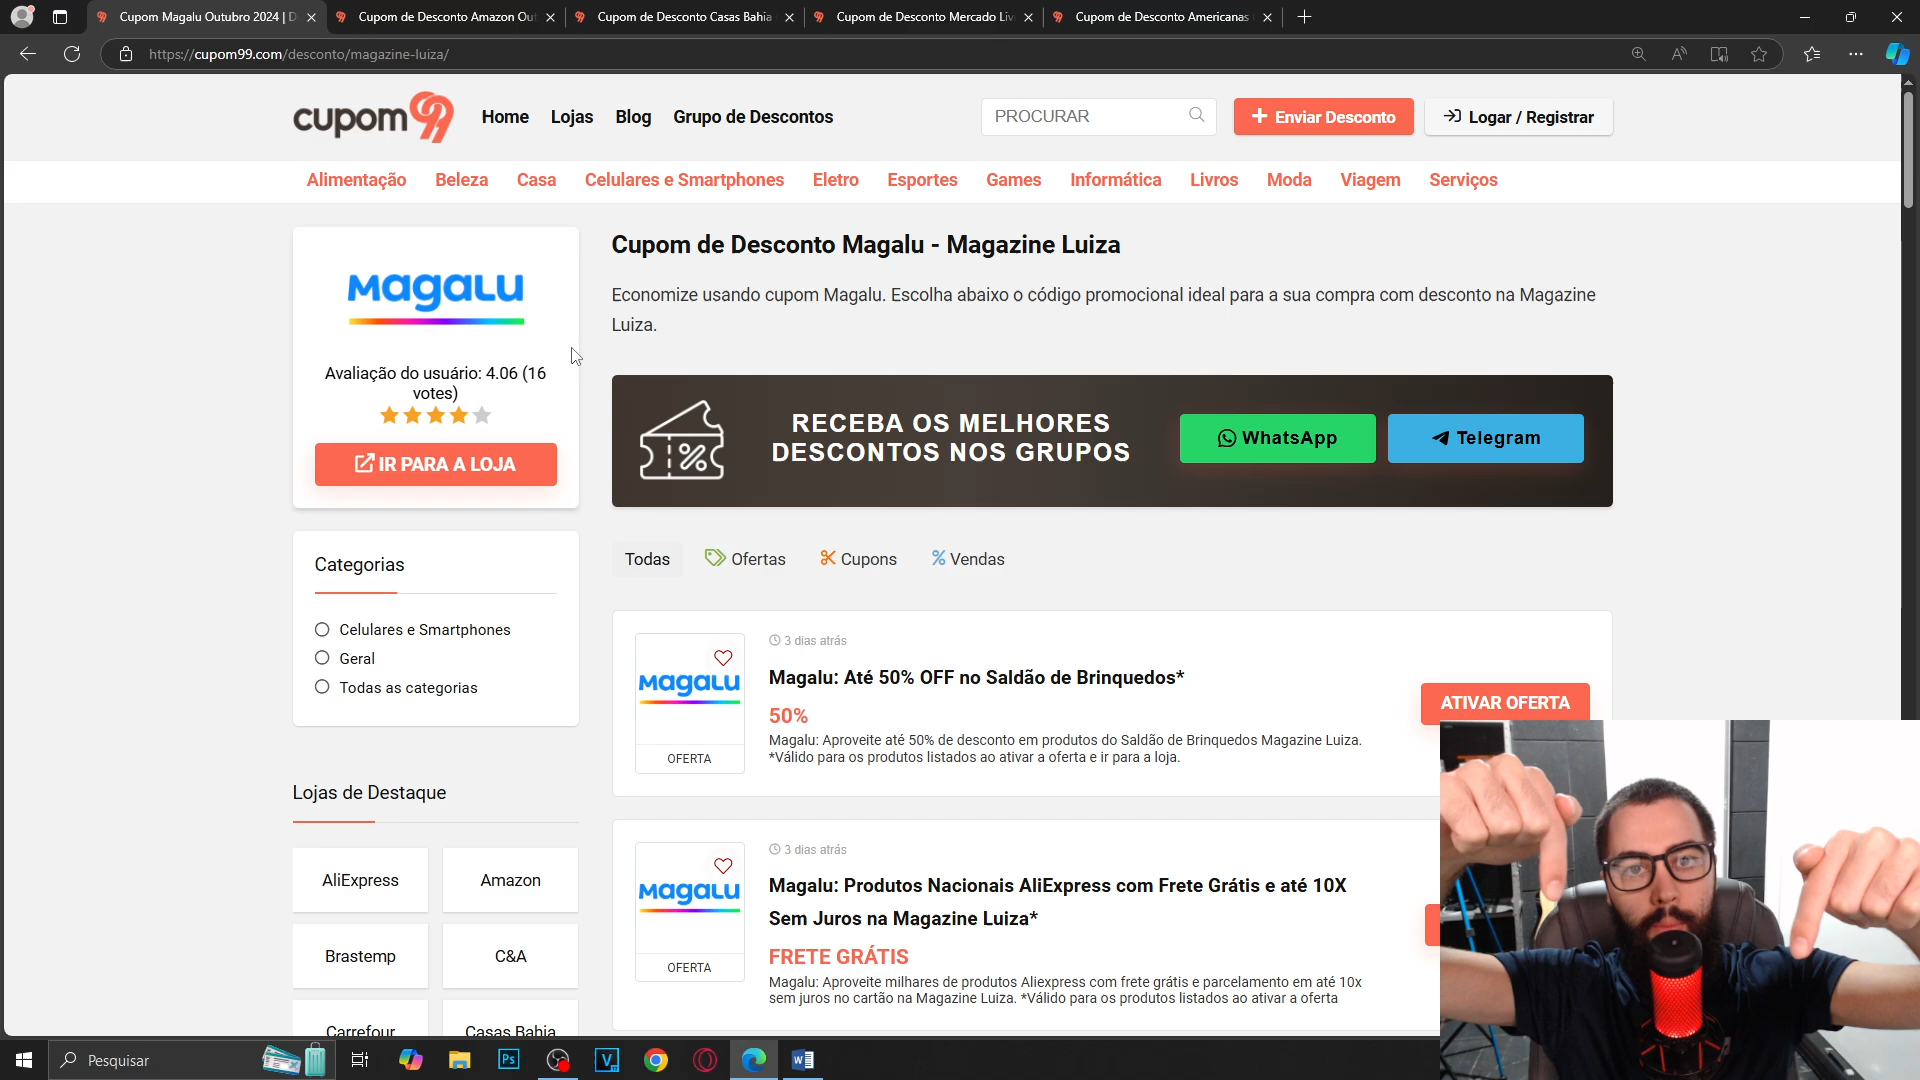 Cupom Magalu Outubro 2024 | D
Cupom de Desconto Amazon Ou
Cupom de Desconto Casas Bahia
Cupom de Desconto Mercado Liv
Cupom de Desconto Americanas
https://cupom99.com/desconto/magazine-luiza/
cupom99
Home
Lojas
Blog
Grupo de Descontos
PROCURAR
Enviar Desconto
Logar / Registrar
Alimentação
Beleza
Casa
Celulares e Smartphones
Eletro
Esportes
Games
Informática
Livros
Moda
Viagem
Serviços
Magalu
Avaliação do usuário: 4.06 (16
votes)
IR PARA A LOJA
Categorias
Celulares e Smartphones
Geral
Todas as categorias
Lojas de Destaque
AliExpress
Amazon
Brastemp
C&A
Carrefour
Casas Bahia
Cupom de Desconto Magalu - Magazine Luiza
Economize usando cupom Magalu. Escolha abaixo o código promocional ideal para a sua compra com desconto na Magazine
Luiza.
RECEBA OS MELHORES
DESCONTOS NOS GRUPOS
WhatsApp
Telegram
Todas
Ofertas
Cupons
Vendas
Magalu
OFERTA
3 dias atrás
Magalu: Até 50% OFF no Saldão de Brinquedos*
50%
Magalu: Aproveite até 50% de desconto em produtos do Saldão de Brinquedos Magazine Luiza.
*Válido para os produtos listados ao ativar a oferta e ir para a loja.
ATIVAR OFERTA
Magalu
OFERTA
3 dias atrás
Magalu: Produtos Nacionais AliExpress com Frete Grátis e até 10X
Sem Juros na Magazine Luiza*
FRETE GRÁTIS
Magalu: Aproveite milhares de produtos Aliexpress com frete grátis e parcelamento em até 10x
sem juros no cartão na Magazine Luiza. *Válido para os produtos listados ao ativar a oferta
Pesquisar
Ps
V
W